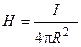 H = I / 4πR²